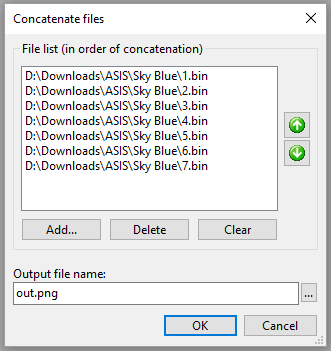 Concatenate files
File list (in order of concatenation)
D:\Downloads\ASIS\Sky Blue\1.bin
D:\Downloads\ASIS\Sky Blue\2.bin
D:\Downloads\ASIS\Sky Blue\3.bin
D:\Downloads\ASIS\Sky Blue\4.bin
D:\Downloads\ASIS\Sky Blue\5.bin
D:\Downloads\ASIS\Sky Blue\6.bin
D:\Downloads\ASIS\Sky Blue\7.bin
Add... Delete Clear
Output file name:
out.png ...
OK Cancel